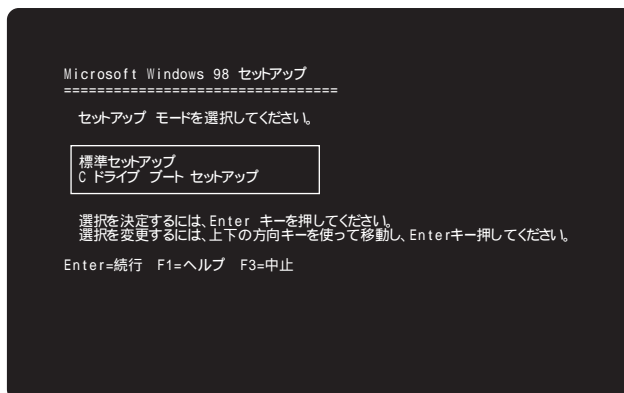 Microsoft Windows 98 セットアップ
=================================
セットアップ モードを選択してください。
標準セットアップ
C ドライブ ブート セットアップ
選択を決定するには、Enter キーを押してください。
選択を変更するには、上下の方向キーを使って移動し、Enterキー押してください。
Enter=続行 F1=ヘルプ F3=中止